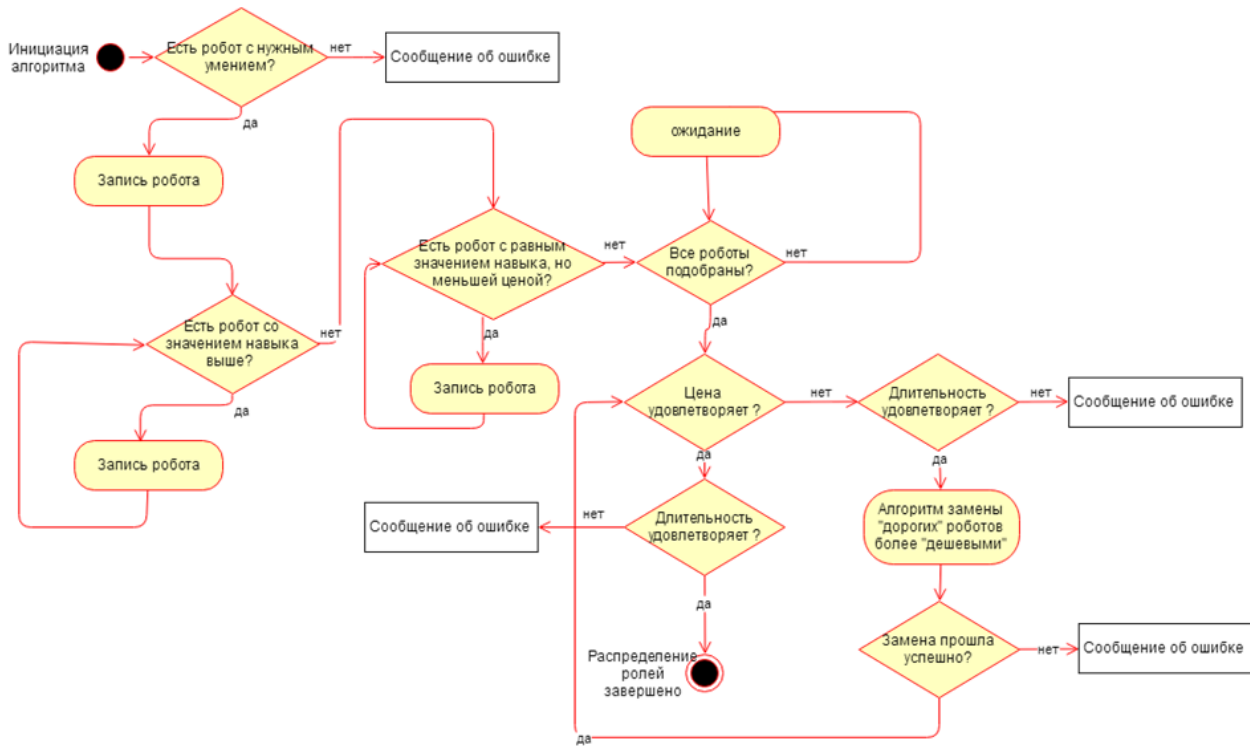 Инициация
алгоритма
Есть робот с нужным
умением?
нет
Сообщение об ошибке
да
Запись робота
Есть робот со
значением навыка
выше?
нет
да
Запись робота
Есть робот с равным
значением навыка, но
меньшей ценой?
нет
да
Запись робота
ожидание
Все роботы
подобраны?
нет
да
Цена
удовлетворяет ?
нет
Длительность
удовлетворяет ?
нет
Сообщение об ошибке
да
да
Сообщение об ошибке
нет
Длительность
удовлетворяет ?
Алгоритм замены
"дорогих" роботов
более "дешевыми"
да
Распределение
ролей
завершено
Замена прошла
успешно?
нет
Сообщение об ошибке
да